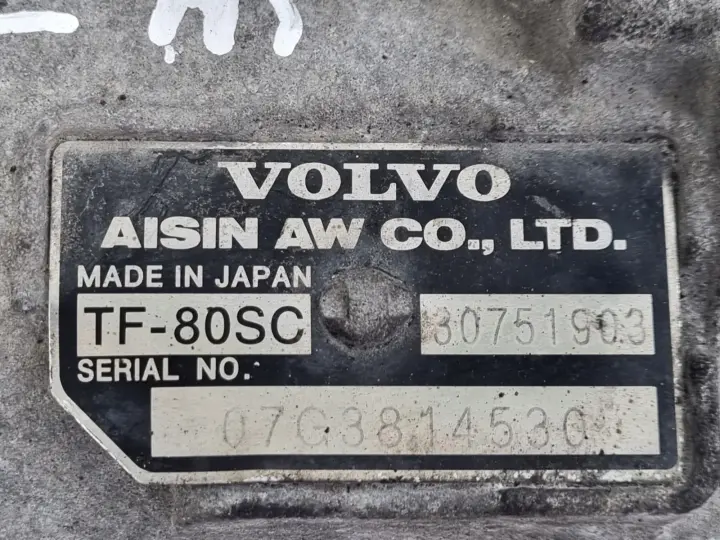 VOLVO
AISIN AW CO., LTD.
MADE IN JAPAN
TF-80SC 30751903
SERIAL NO.
07G3814530